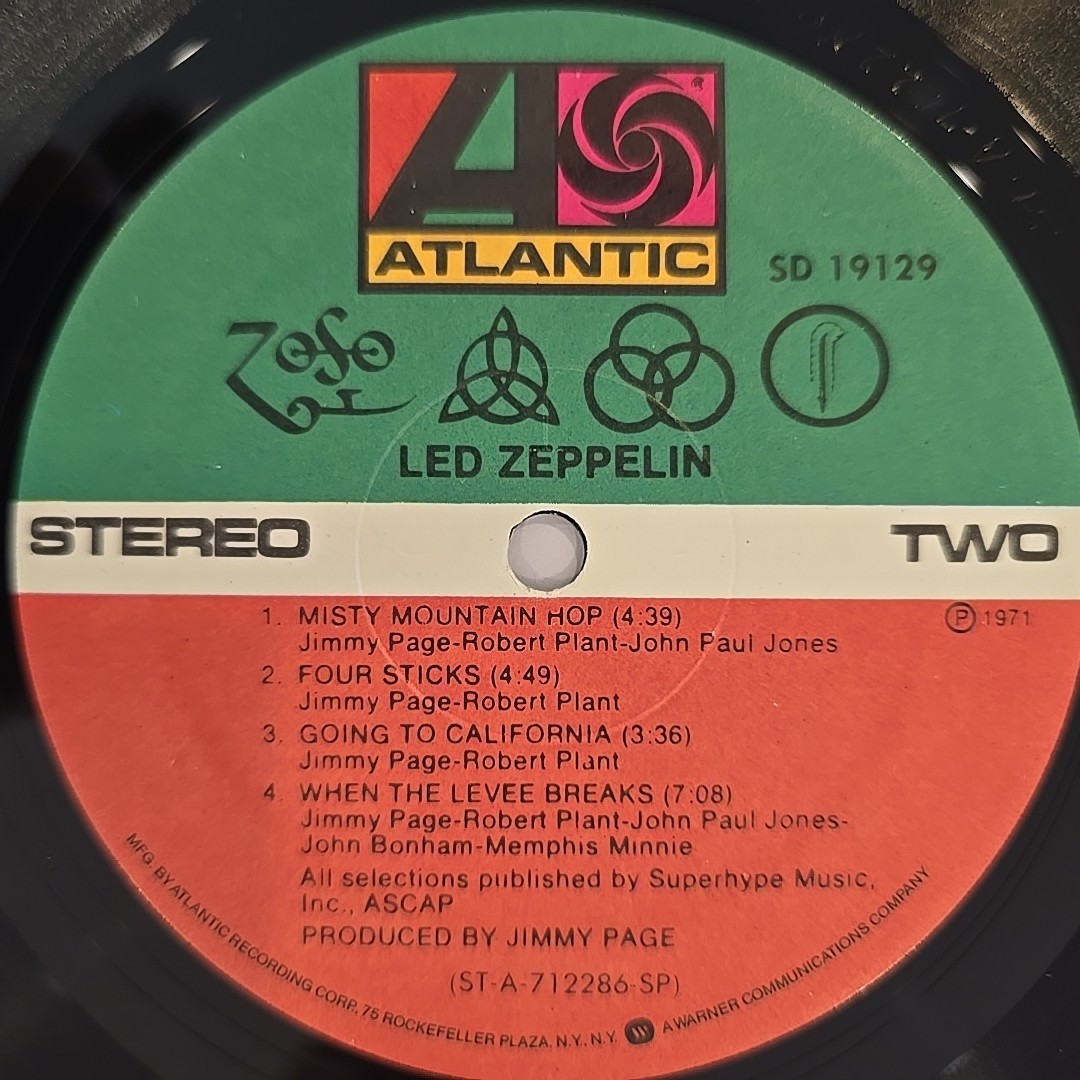 ATLANTIC
SD 19129
LED ZEPPELIN
STEREO
TWO
1. MISTY MOUNTAIN HOP (4:39)
Ⓟ 1971
Jimmy Page-Robert Plant-John Paul Jones
2. FOUR STICKS (4:49)
Jimmy Page-Robert Plant
3. GOING TO CALIFORNIA (3:36)
Jimmy Page-Robert Plant
4. WHEN THE LEVEE BREAKS (7:08)
Jimmy Page-Robert Plant-John Paul Jones-
John Bonham-Memphis Minnie
All selections published by Superhype Music,
Inc., ASCAP
PRODUCED BY JIMMY PAGE
(ST-A-712286-SP)
MFG. BY ATLANTIC RECORDING CORP., 75 ROCKEFELLER PLAZA, N.Y., N.Y. A WARNER COMMUNICATIONS COMPANY